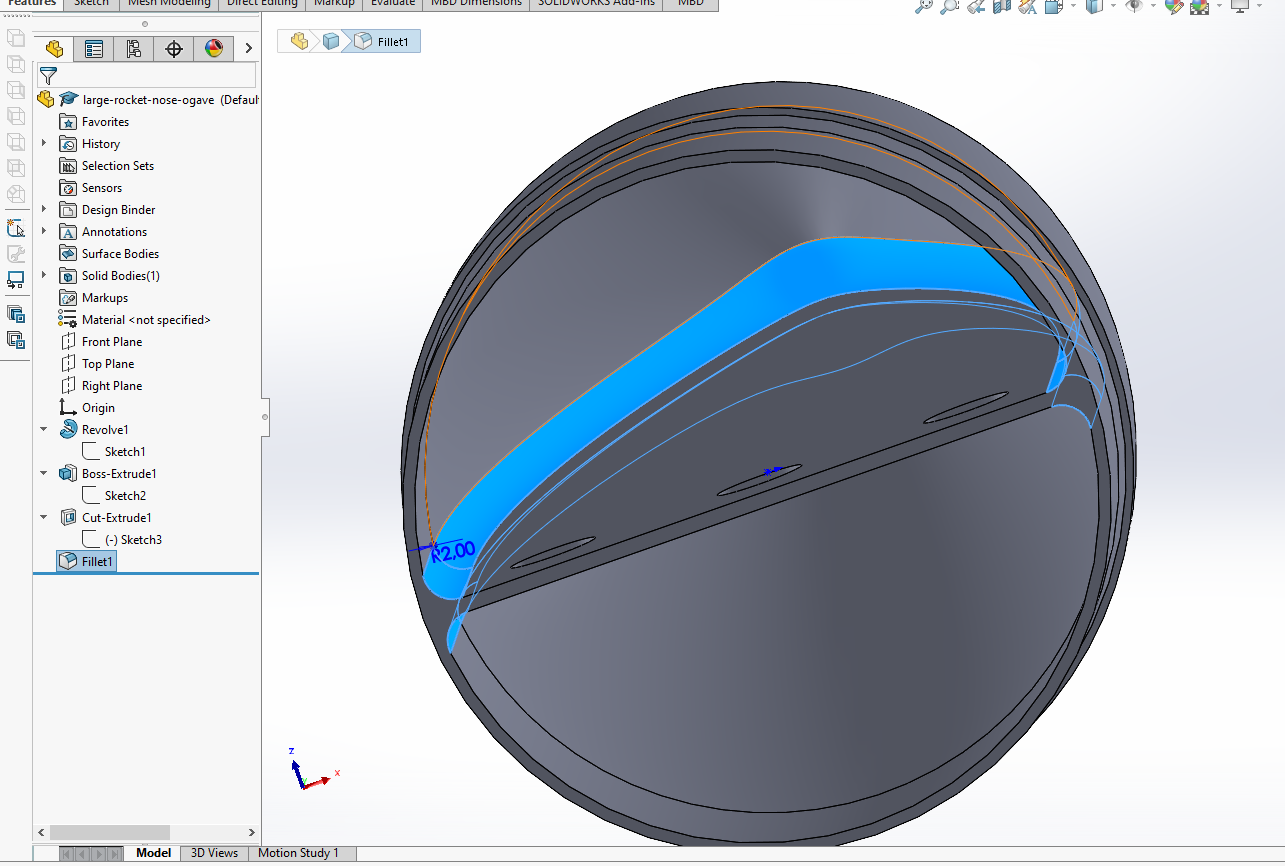 Features Sketch Mesh Modeling Direct Editing Markup Evaluate MBD Dimensions SOLIDWORKS Add-Ins MBD
Fillet1
large-rocket-nose-ogave (Defaul
Favorites
History
Selection Sets
Sensors
Design Binder
Annotations
Surface Bodies
Solid Bodies(1)
Markups
Material <not specified>
Front Plane
Top Plane
Right Plane
Origin
Revolve1
Sketch1
Boss-Extrude1
Sketch2
Cut-Extrude1
(-) Sketch3
Fillet1
R2,00
z
x
Model 3D Views Motion Study 1